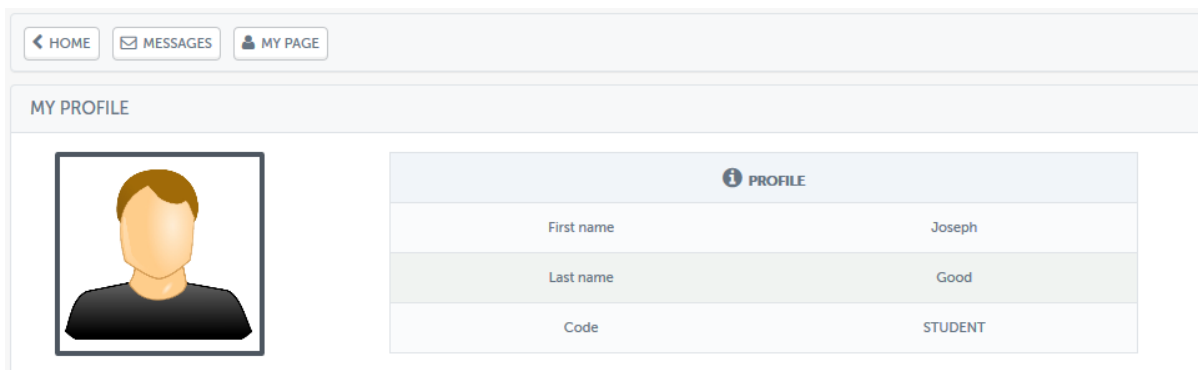 HOME MESSAGES MY PAGE
MY PROFILE
PROFILE
First name Joseph
Last name Good
Code STUDENT